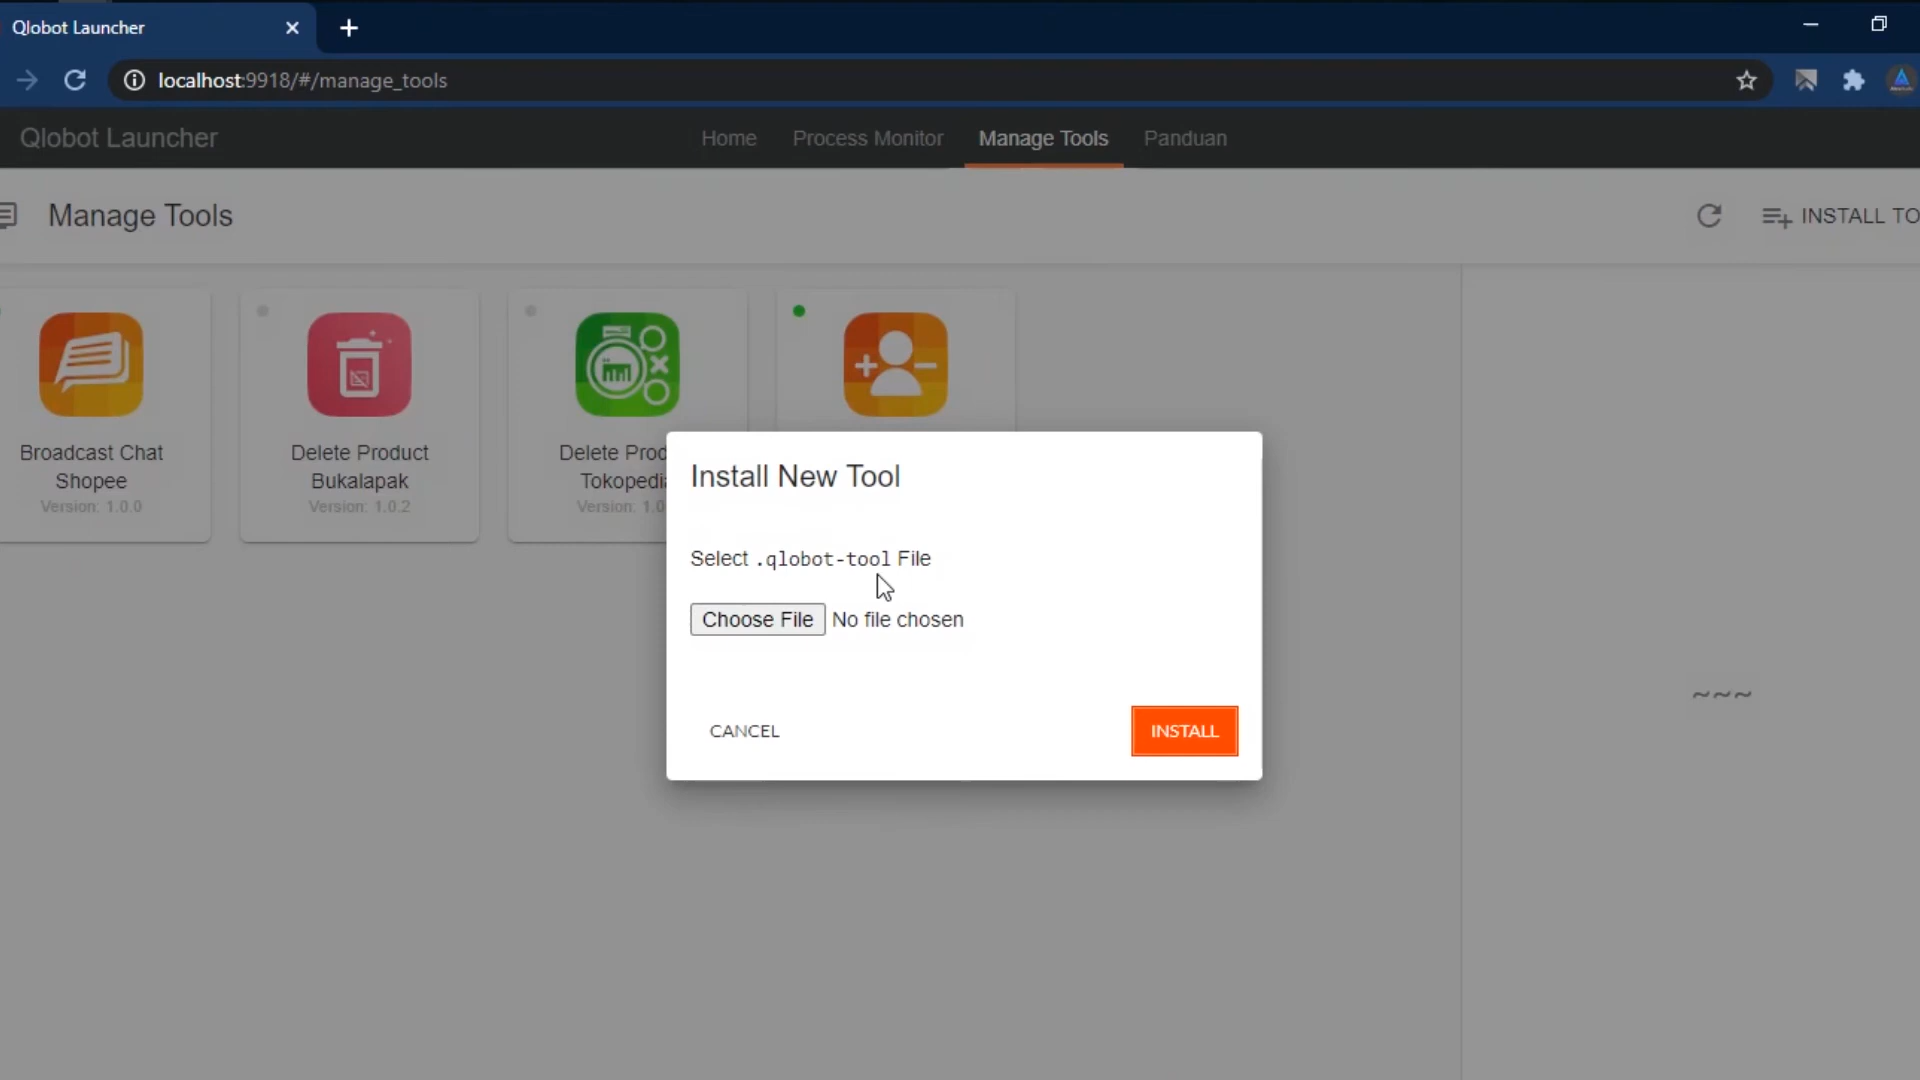 Qlobot Launcher
localhost:9918/#/manage_tools
Qlobot Launcher
Home
Process Monitor
Manage Tools
Panduan
Manage Tools
INSTALL TO
Broadcast Chat
Shopee
Version: 1.0.0
Delete Product
Bukalapak
Version: 1.0.2
Delete Prod
Tokopedia
Version: 1.0
Install New Tool
Select .qlobot-tool File
Choose File No file chosen
CANCEL
INSTALL
~~~